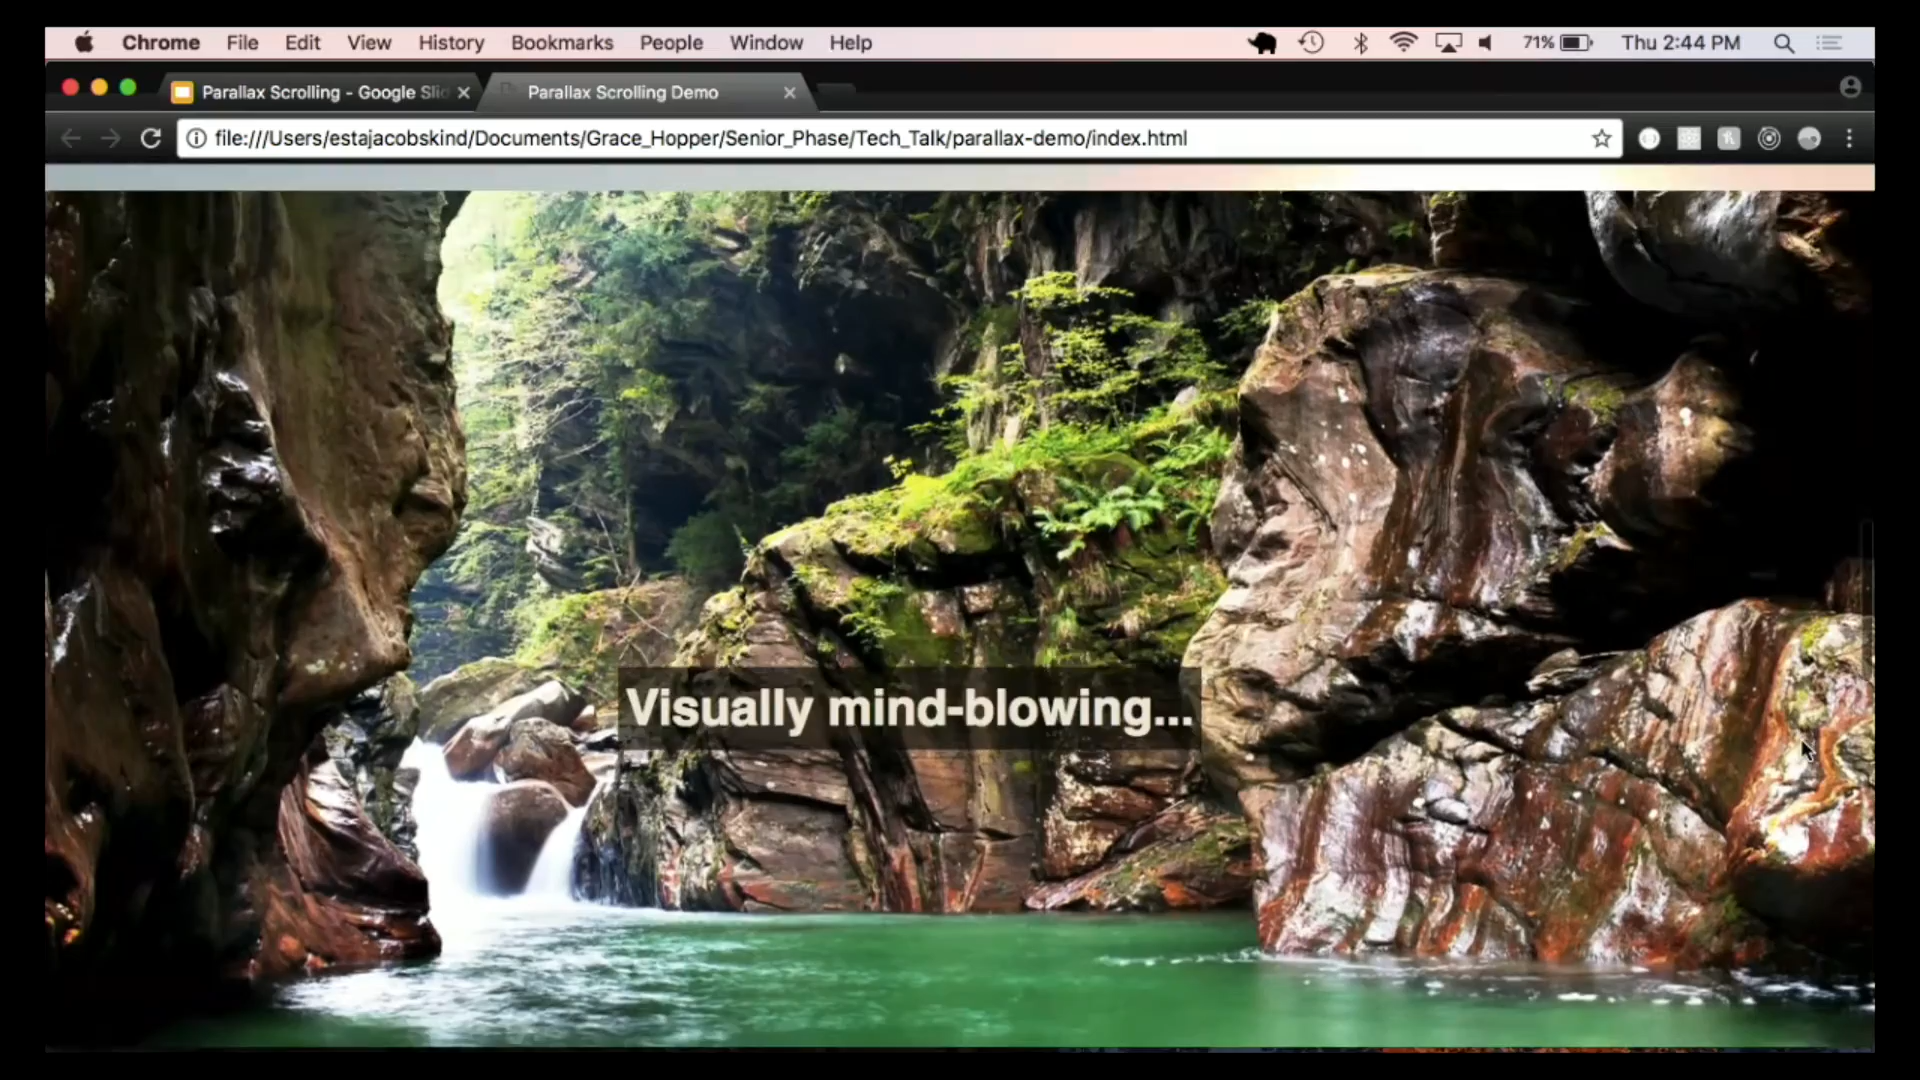 Chrome File Edit View History Bookmarks People Window Help 71% Thu 2:44 PM
Parallax Scrolling - Google Slid Parallax Scrolling Demo
file:///Users/estajacobskind/Documents/Grace_Hopper/Senior_Phase/Tech_Talk/parallax-demo/index.html
Visually mind-blowing...